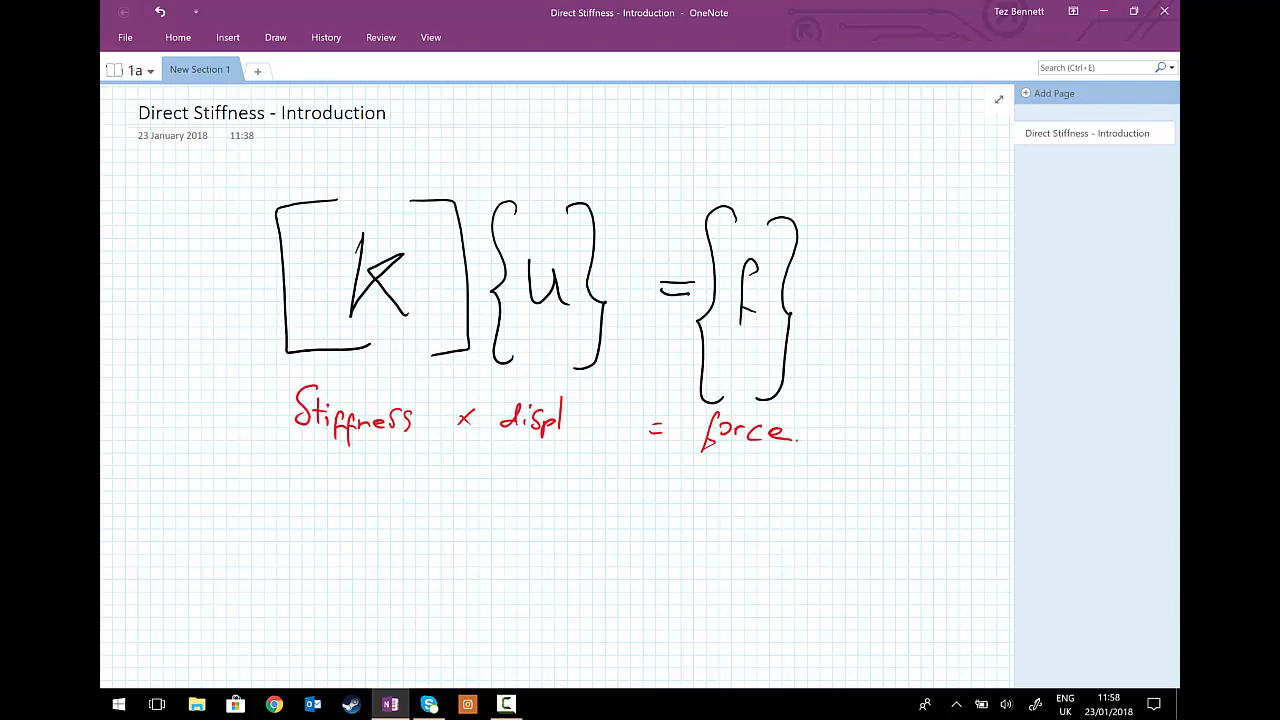 Direct Stiffness - Introduction - OneNote
Tez Bennett
File Home Insert Draw History Review View
1a New Section 1 +
Search (Ctrl+E)
Add Page
Direct Stiffness - Introduction
Direct Stiffness - Introduction
23 January 2018 11:38
[K] {u} = {f}
Stiffness × displ = force.
ENG 11:58
UK 23/01/2018